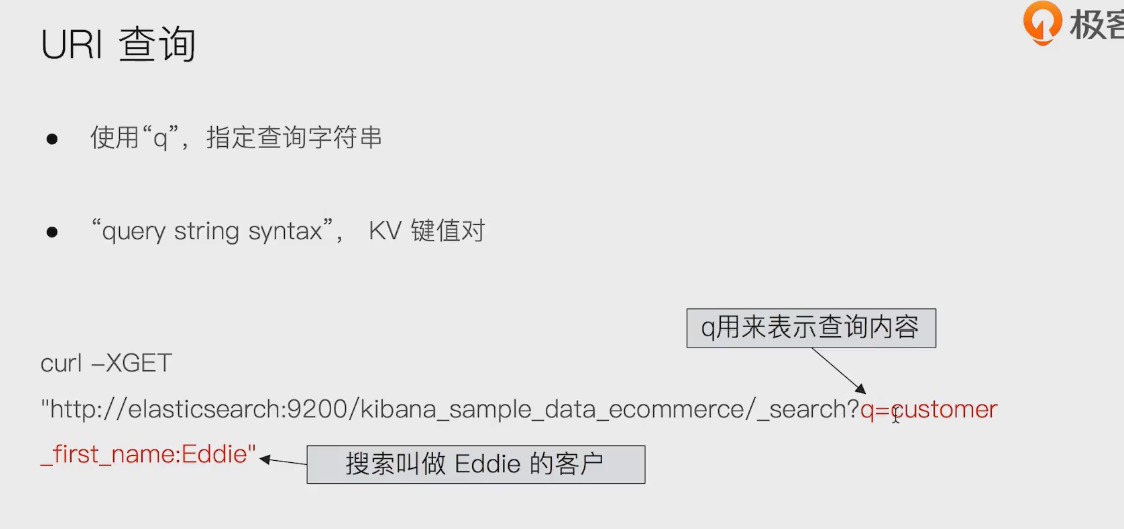 URI 查询
极客
使用“q”，指定查询字符串
“query string syntax”， KV 键值对
q用来表示查询内容
curl -XGET
"http://elasticsearch:9200/kibana_sample_data_ecommerce/_search?q=customer
_first_name:Eddie"
搜索叫做 Eddie 的客户